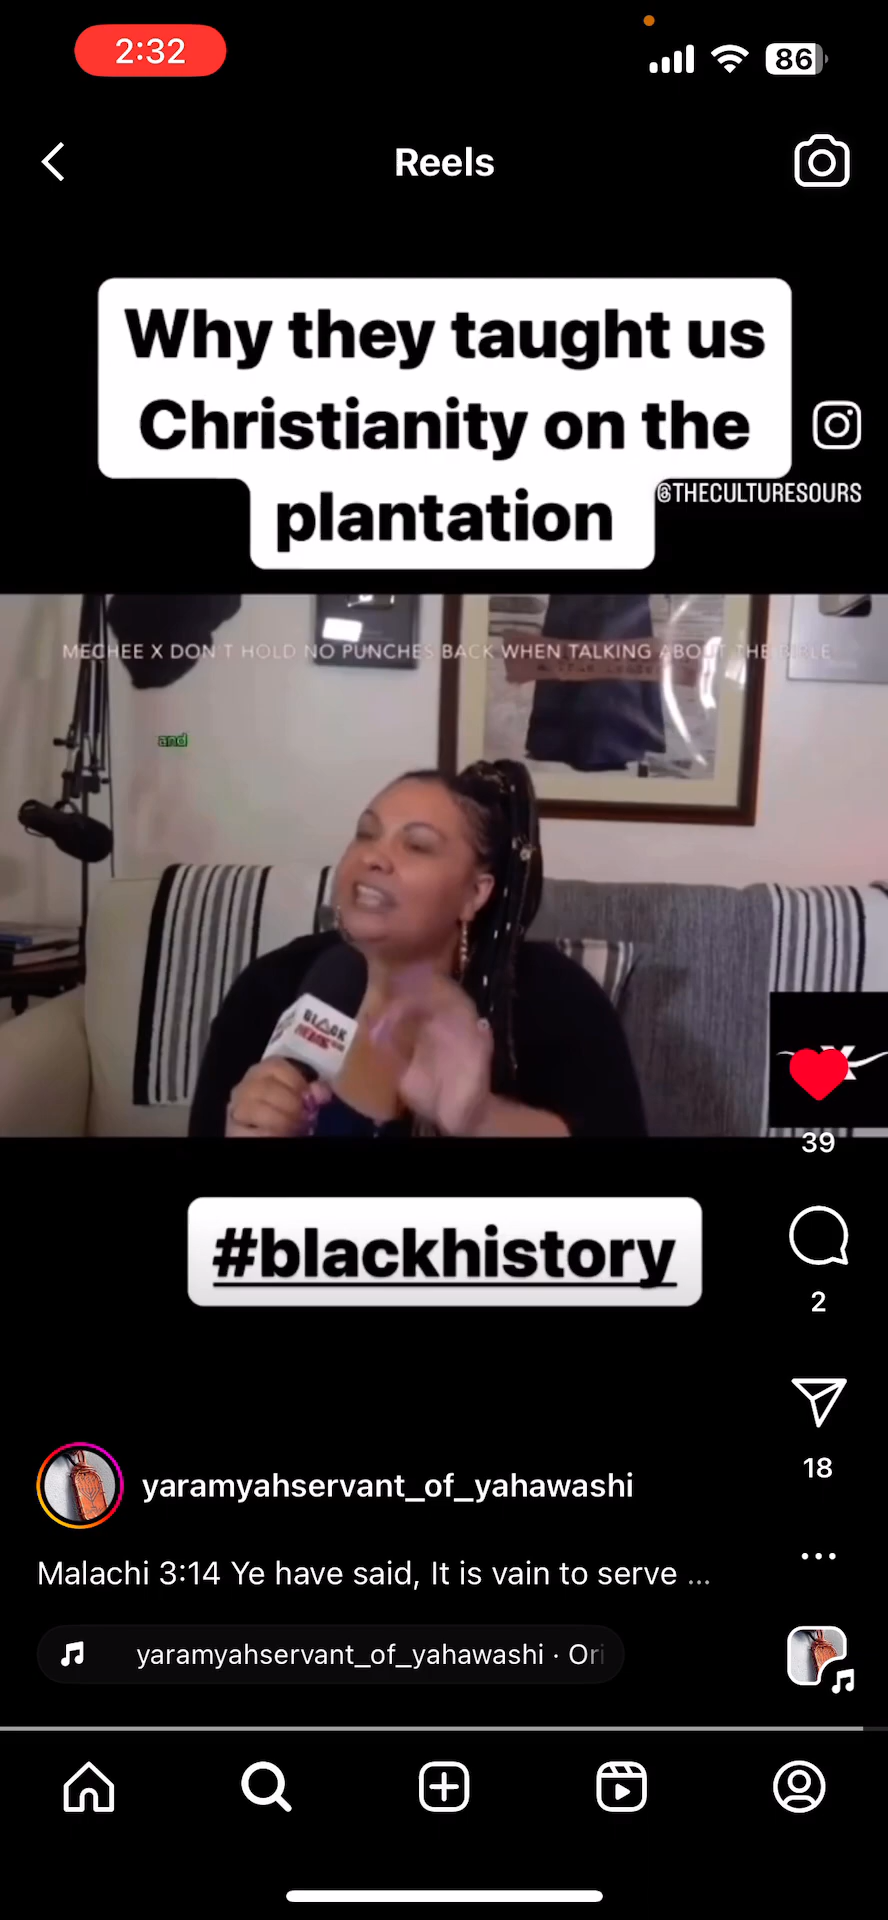 2:32
86
Reels
Why they taught us
Christianity on the
plantation
@THECULTURESOURS
MECHEE X DON'T HOLD NO PUNCHES BACK WHEN TALKING ABOUT THE BIBLE
and
BLACK
X
39
#blackhistory
2
18
yaramyahservant_of_yahawashi
Malachi 3:14 Ye have said, It is vain to serve ...
yaramyahservant_of_yahawashi · Ori